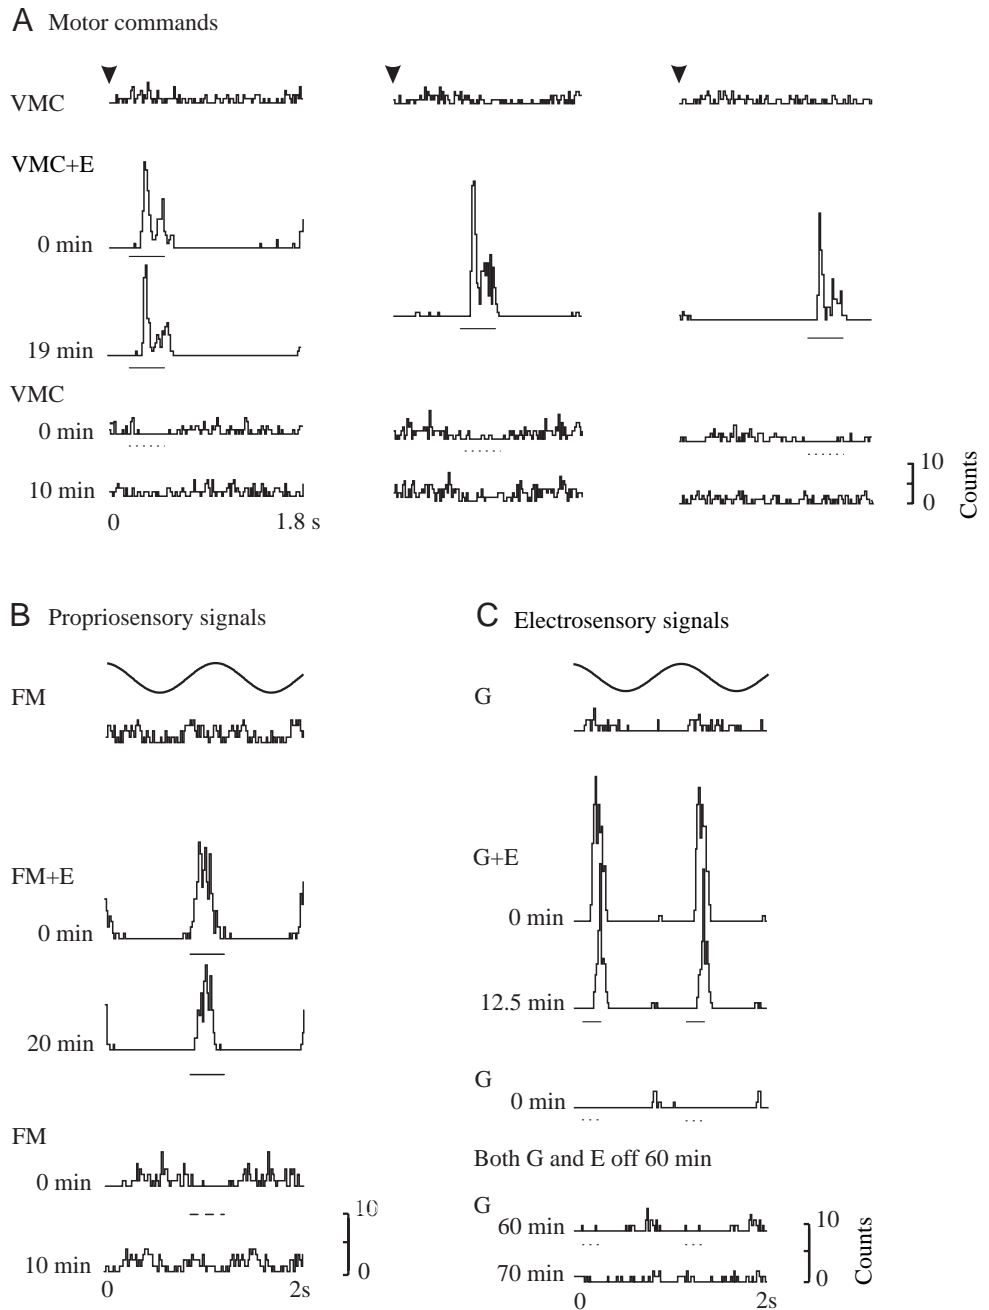 A Motor commands
VMC
VMC+E
0 min
19 min
VMC
0 min
10 min
0 1.8 s
10
0
Counts
B Propriosensory signals
FM
FM+E
0 min
20 min
FM
0 min
10 min
0 2s
10
0
C Electrosensory signals
G
G+E
0 min
12.5 min
G
0 min
Both G and E off 60 min
G
60 min
70 min
0 2s
10
0
Counts